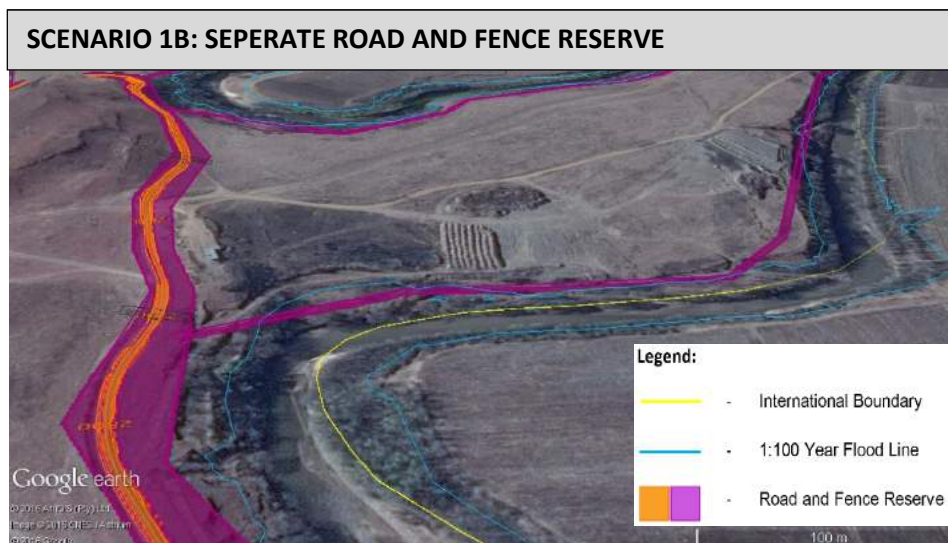 SCENARIO 1B: SEPERATE ROAD AND FENCE RESERVE
Legend:
- International Boundary
- 1:100 Year Flood Line
- Road and Fence Reserve
Google earth
100 m